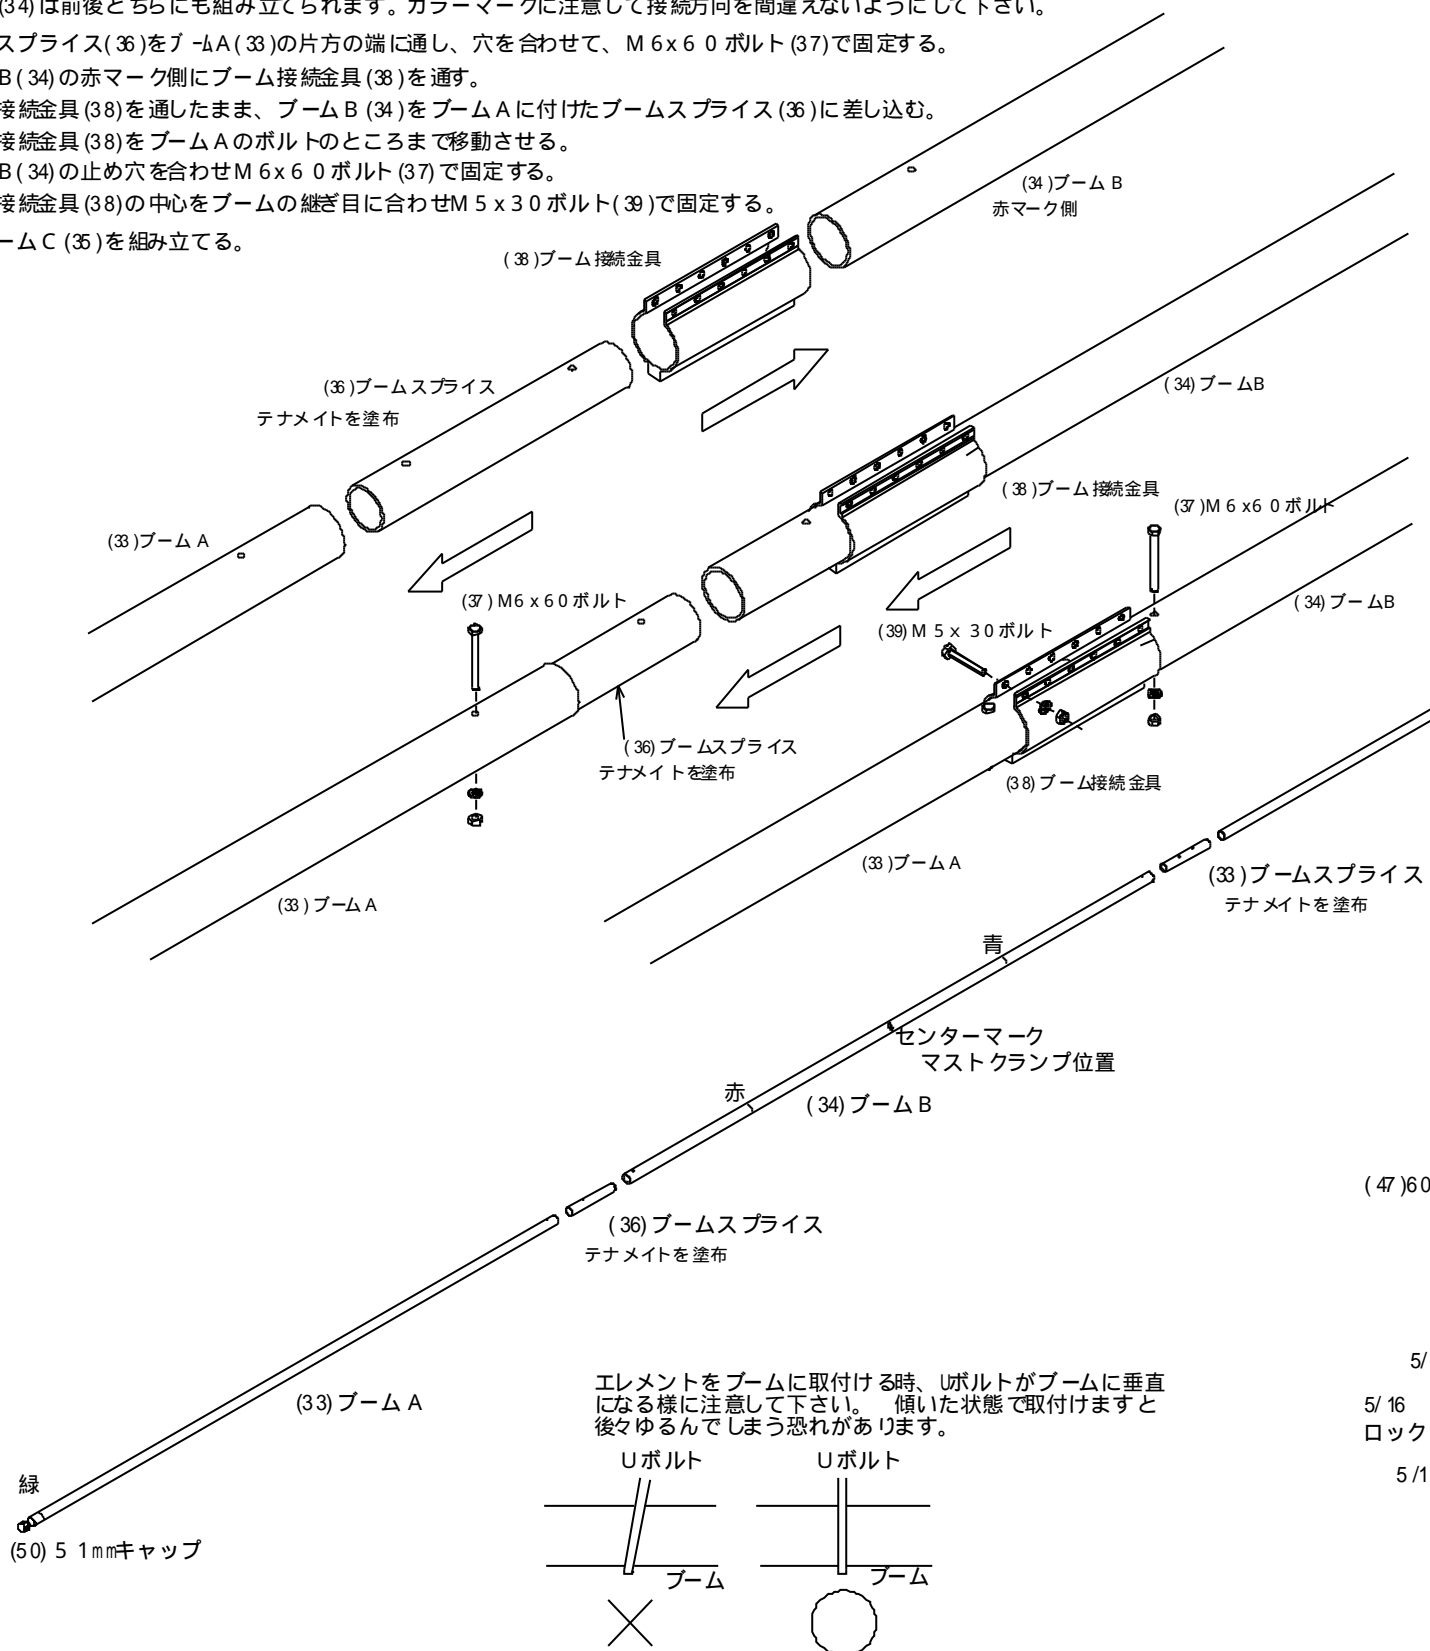 (34)は前後どちらにも組み立てられます。カラーマークに注意して接続方向を間違えないようにして下さい。
スプライス(36)をブームA(33)の片方の端に通し、穴を合わせて、M6x60ボルト(37)で固定する。
B(34)の赤マーク側にブーム接続金具(38)を通す。
接続金具(38)を通したまま、ブームB(34)をブームAに付けたブームスプライス(36)に差し込む。
接続金具(38)をブームAのボルトのところまで移動させる。
B(34)の止め穴を合わせM6x60ボルト(37)で固定する。
接続金具(38)の中心をブームの継ぎ目に合わせM5x30ボルト(39)で固定する。
ームC(35)を組み立てる。
(34)ブームB
赤マーク側
(38)ブーム接続金具
(36)ブームスプライス
テナメイトを塗布
(34)ブームB
(38)ブーム接続金具
(37)M6x60ボルト
(33)ブームA
(37)M6x60ボルト
(34)ブームB
(39)M5x30ボルト
(36)ブームスプライス
テナメイトを塗布
(38)ブーム接続金具
(33)ブームA
(33)ブームスプライス
テナメイトを塗布
(33)ブームA
青
センターマーク
マストクランプ位置
赤
(34)ブームB
(47)60
(36)ブームスプライス
テナメイトを塗布
5/
(33)ブームA
エレメントをブームに取付ける時、Uボルトがブームに垂直
になる様に注意して下さい。 傾いた状態で取付けますと
後々ゆるんでしまう恐れがあります。
5/16
ロック
Uボルト
Uボルト
5/1
緑
(50)51mmキャップ
ブーム
ブーム